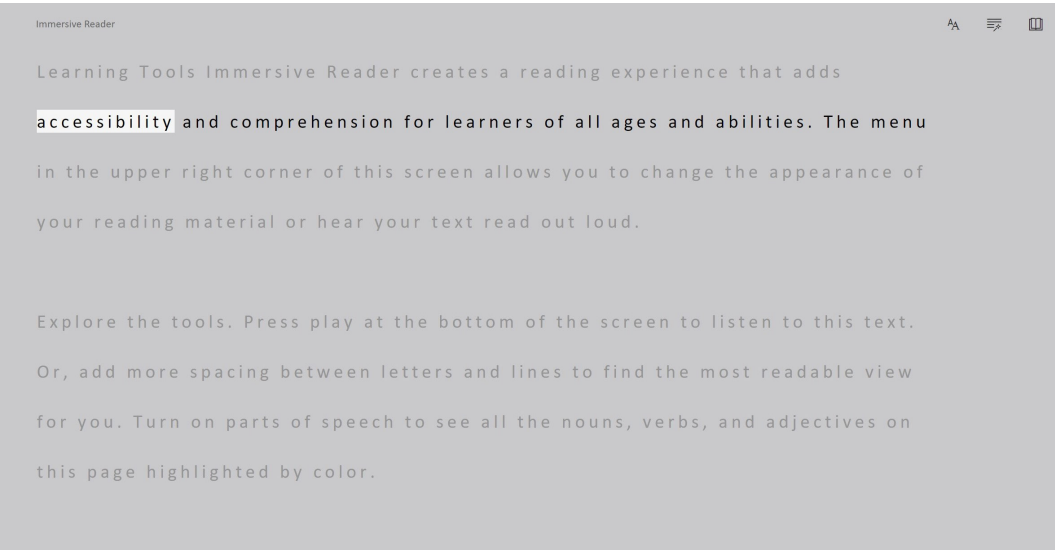 Immersive Reader
Learning Tools Immersive Reader creates a reading experience that adds
accessibility and comprehension for learners of all ages and abilities. The menu
in the upper right corner of this screen allows you to change the appearance of
your reading material or hear your text read out loud.
Explore the tools. Press play at the bottom of the screen to listen to this text.
Or, add more spacing between letters and lines to find the most readable view
for you. Turn on parts of speech to see all the nouns, verbs, and adjectives on
this page highlighted by color.